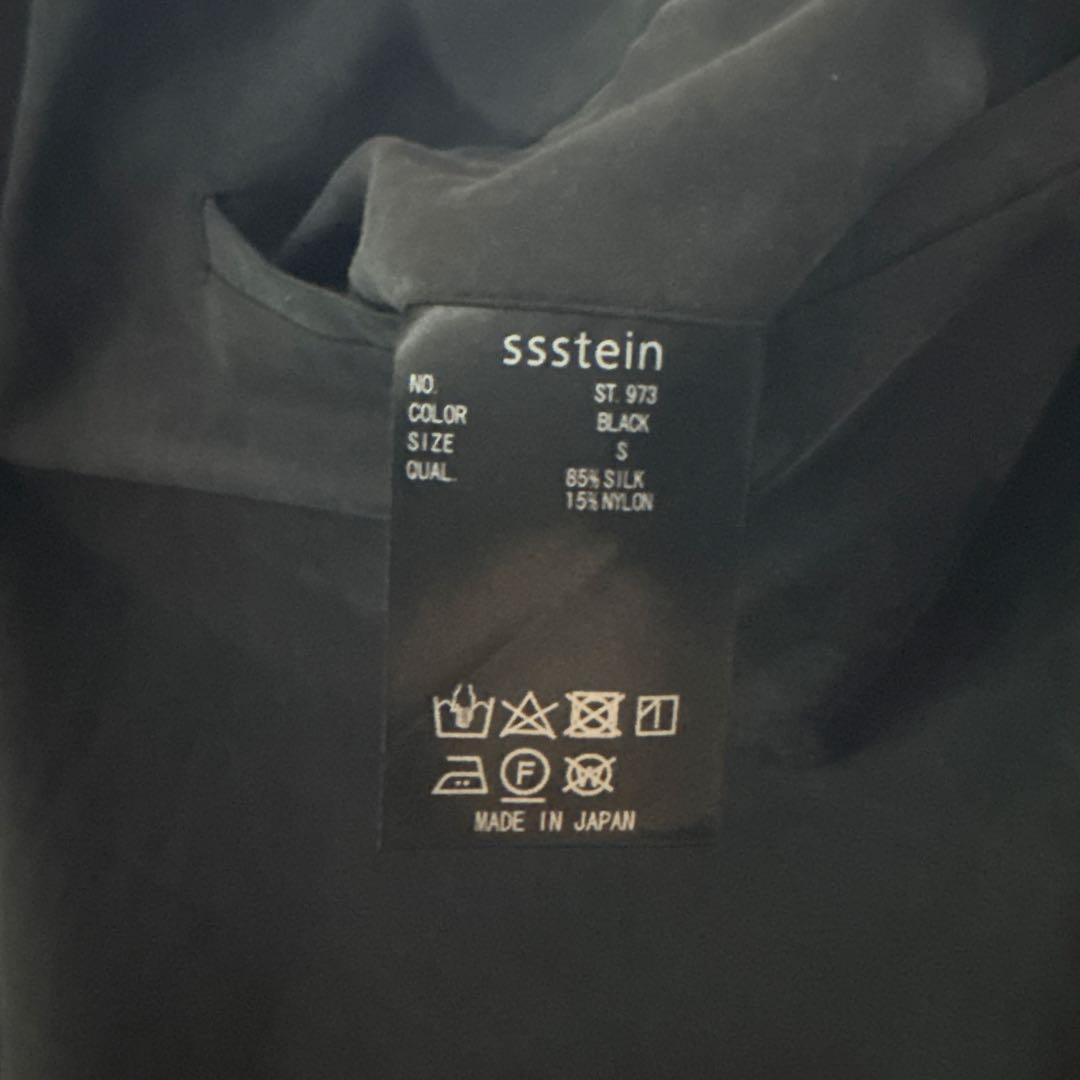 ssstein
NO. ST. 973
COLOR BLACK
SIZE S
QUAL. 85% SILK
15% NYLON
F
W
MADE IN JAPAN